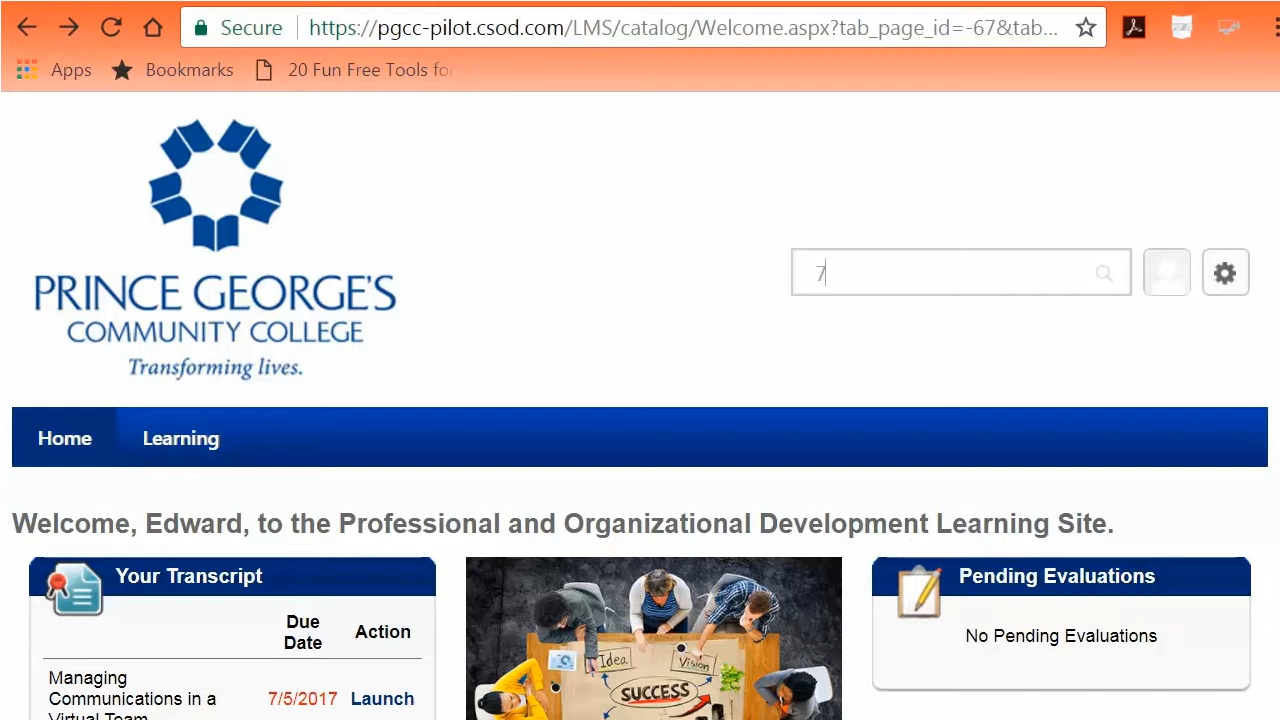 Secure https://pgcc-pilot.csod.com/LMS/catalog/Welcome.aspx?tab_page_id=-67&tab...
Apps Bookmarks 20 Fun Free Tools for
PRINCE GEORGE'S
COMMUNITY COLLEGE
Transforming lives.
7
Home Learning
Welcome, Edward, to the Professional and Organizational Development Learning Site.
Your Transcript
Due
Date Action
Managing
Communications in a
Virtual Team
7/5/2017 Launch
Idea
Vision
SUCCESS
Pending Evaluations
No Pending Evaluations